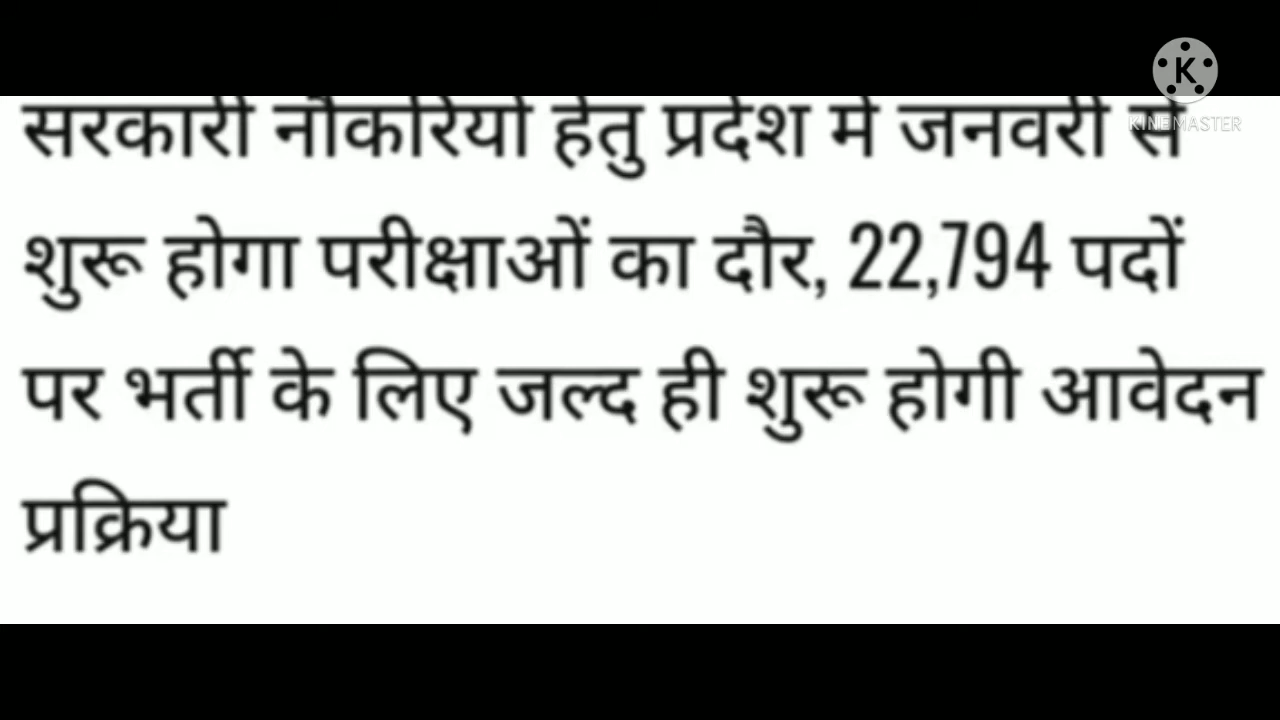 K
KINEMASTER
सरकारी नौकरियों हेतु प्रदेश में जनवरी से
शुरू होगा परीक्षाओं का दौर, 22,794 पदों
पर भर्ती के लिए जल्द ही शुरू होगी आवेदन
प्रक्रिया